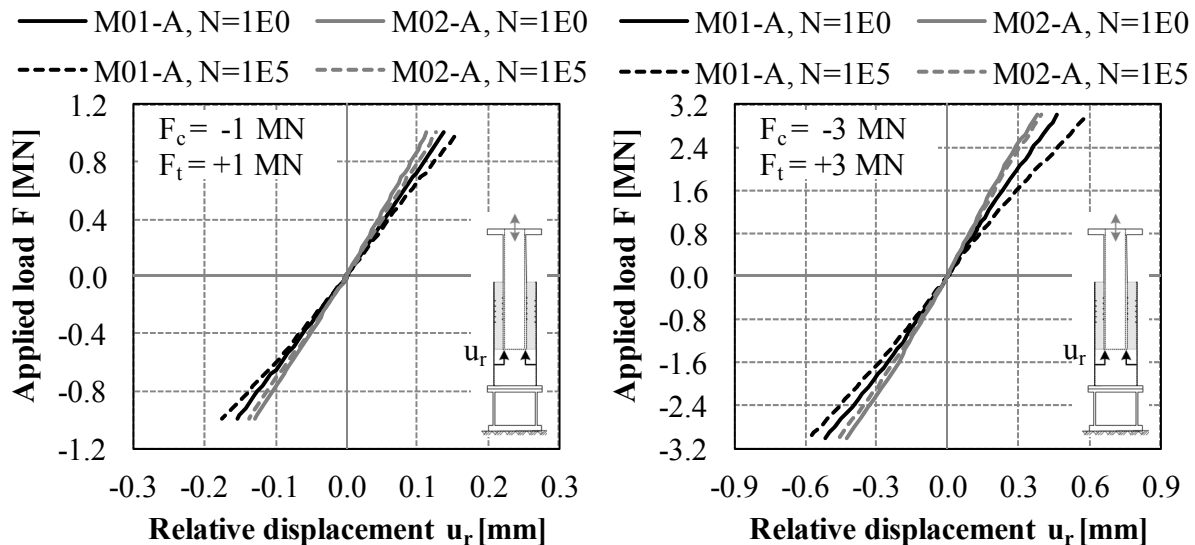 M01-A, N=1E0 M02-A, N=1E0
M01-A, N=1E5 M02-A, N=1E5
Applied load F [MN]
1.2
0.8
0.4
0.0
-0.4
-0.8
-1.2
F_c = -1 MN
F_t = +1 MN
u_r
-0.3 -0.2 -0.1 0.0 0.1 0.2 0.3
Relative displacement u_r [mm]
M01-A, N=1E0 M02-A, N=1E0
M01-A, N=1E5 M02-A, N=1E5
Applied load F [MN]
3.2
2.4
1.6
0.8
0.0
-0.8
-1.6
-2.4
-3.2
F_c = -3 MN
F_t = +3 MN
u_r
-0.9 -0.6 -0.3 0.0 0.3 0.6 0.9
Relative displacement u_r [mm]